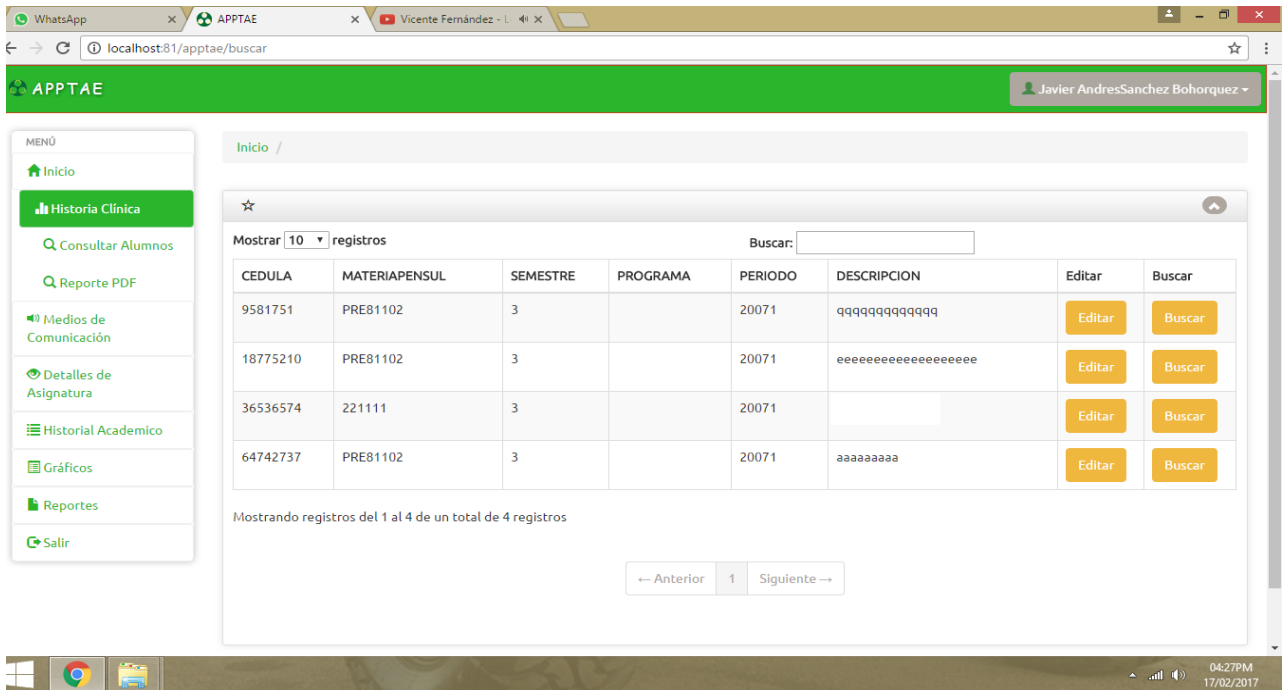 WhatsApp
APPTAE
Vicente Fernández - L
localhost:81/apptae/buscar
APPTAE
Javier AndresSanchez Bohorquez
MENÚ
Inicio
Historia Clínica
Consultar Alumnos
Reporte PDF
Medios de
Comunicación
Detalles de
Asignatura
Historial Academico
Gráficos
Reportes
Salir
Inicio /
Mostrar 10 registros
Buscar:
CEDULA MATERIAPENSUL SEMESTRE PROGRAMA PERIODO DESCRIPCION Editar Buscar
9581751 PRE81102 3 20071 qqqqqqqqqqqqq Editar Buscar
18775210 PRE81102 3 20071 eeeeeeeeeeeeeeeeeee Editar Buscar
36536574 221111 3 20071 Editar Buscar
64742737 PRE81102 3 20071 aaaaaaaaa Editar Buscar
Mostrando registros del 1 al 4 de un total de 4 registros
← Anterior 1 Siguiente →
04:27PM
17/02/2017